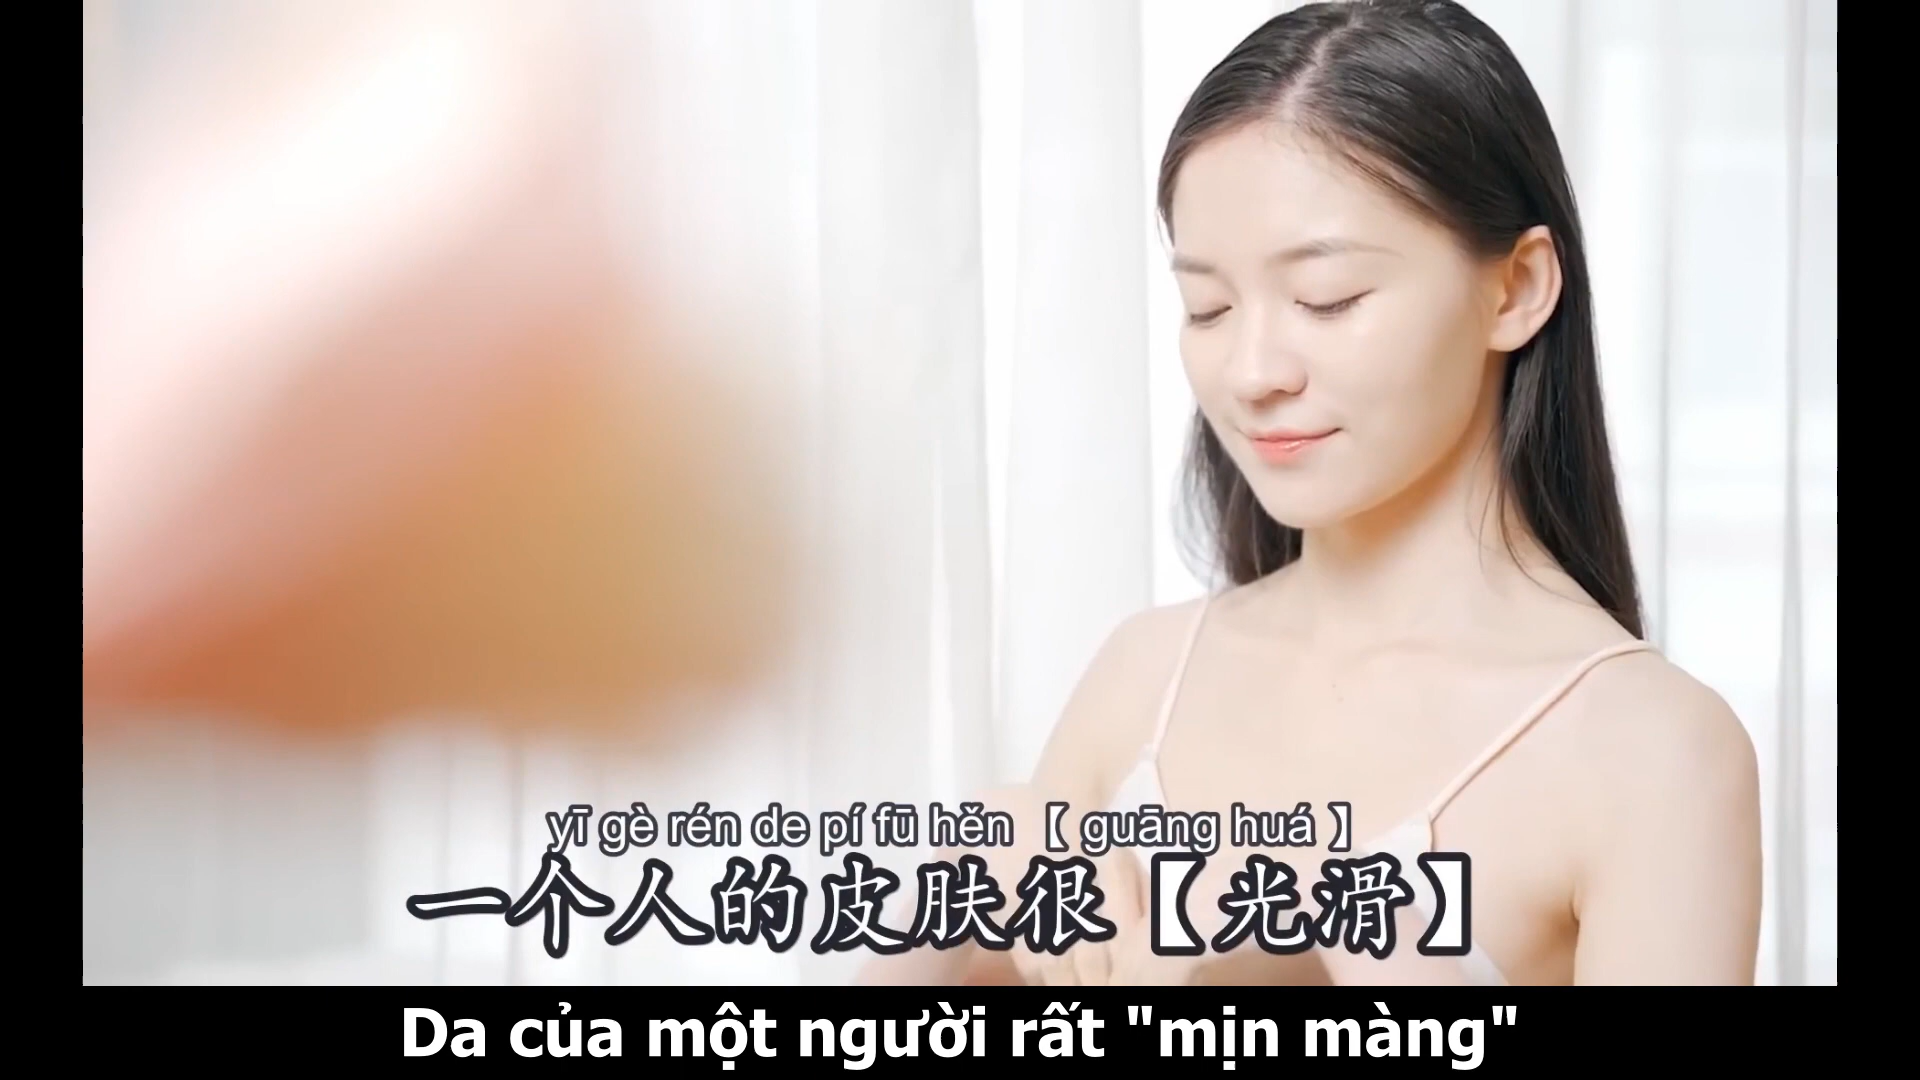 yī gè rén de pí fū hěn 【 guāng huá 】
一个人的皮肤很【光滑】
Da của một người rất "mịn màng"